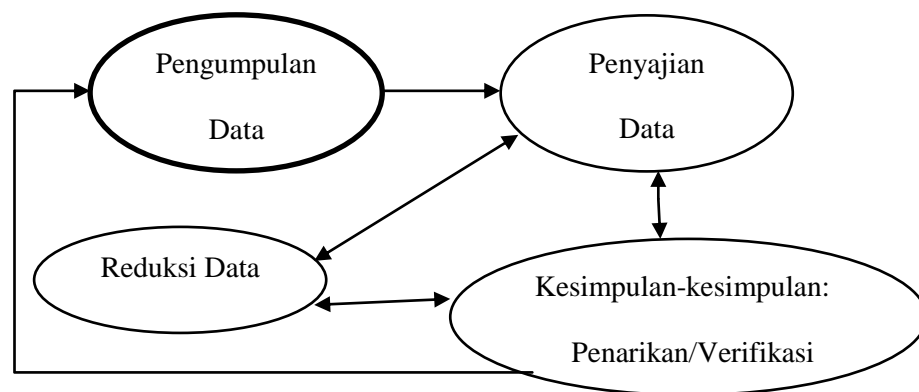 Pengumpulan
Data
Penyajian
Data
Reduksi Data
Kesimpulan-kesimpulan:
Penarikan/Verifikasi